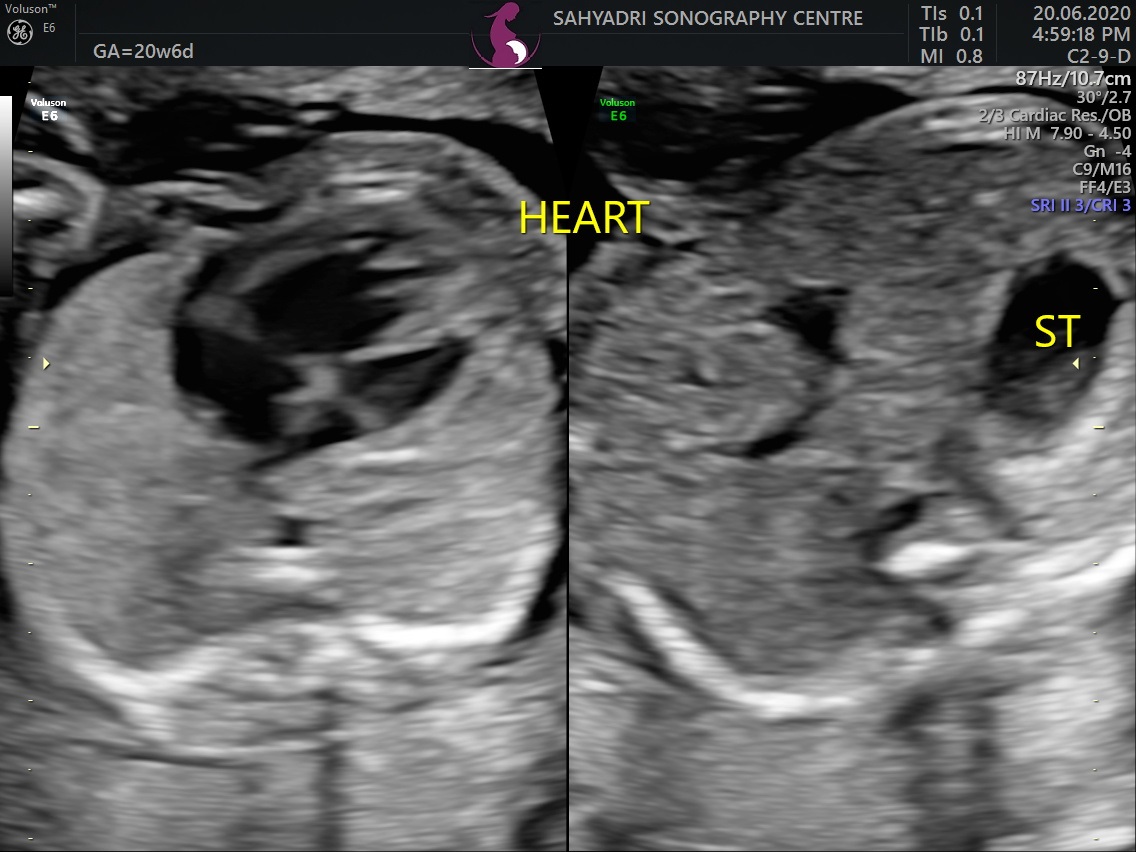 Voluson™
E6
GA=20w6d
SAHYADRI SONOGRAPHY CENTRE
TIs 0.1
TIb 0.1
MI 0.8
20.06.2020
4:59:18 PM
C2-9-D
87Hz/10.7cm
30°/2.7
2/3 Cardiac Res./OB
HI M 7.90 - 4.50
Gn -4
C9/M16
FF4/E3
SRI II 3/CRI 3
Voluson
E6
Voluson
E6
HEART
ST